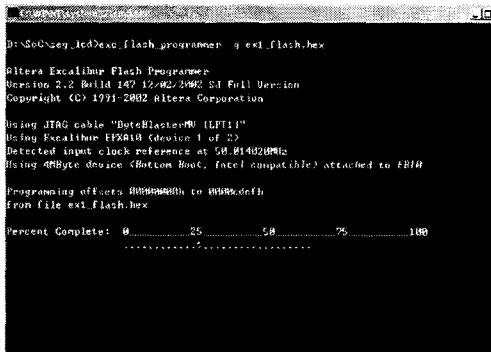 D:\SoC\seg_lcd>exc_flash_programmer -g ex1_flash.hex
Altera Excalibur Flash Programmer
Version 2.2 Build 147 12/02/2002 SJ Full Version
Copyright (C) 1991-2002 Altera Corporation
Using JTAG cable "ByteBlasterMV [LPT1]"
Using Excalibur EPXA10 (device 1 of 2)
Detected input clock reference at 50.014020MHz
Using 4MByte device (Bottom Boot, Intel compatible) attached to EBI0
Programming offsets 00000000h to
from file ex1_flash.hex
Percent Complete: 0 25 50 75 100